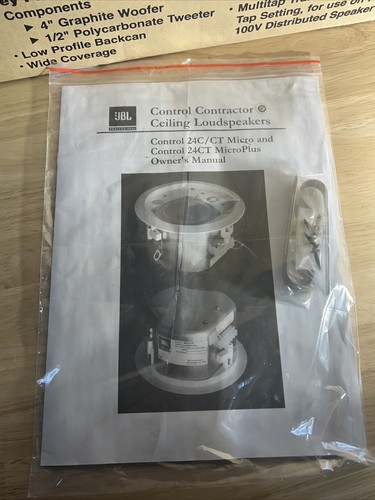 Components
► 4" Graphite Woofer
► 1/2" Polycarbonate Tweeter
• Low Profile Backcan
• Wide Coverage
• Multitap
Tap Setting, for use on
100V Distributed Speaker
JBL
PROFESSIONAL
Control Contractor
Ceiling Loudspeakers
Control 24C/CT Micro and
Control 24CT MicroPlus
Owner's Manual